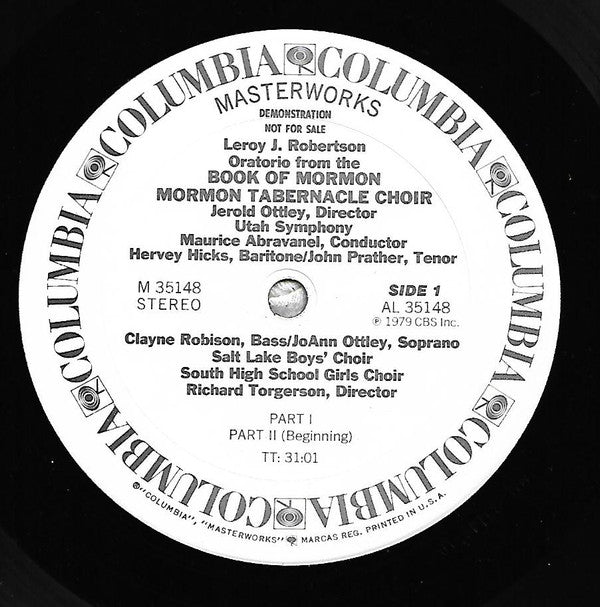 COLUMBIA COLUMBIA COLUMBIA COLUMBIA COLUMBIA COLUMBIA COLUMBIA COLUMBIA
MASTERWORKS
DEMONSTRATION
NOT FOR SALE
Leroy J. Robertson
Oratorio from the
BOOK OF MORMON
MORMON TABERNACLE CHOIR
Jerold Ottley, Director
Utah Symphony
Maurice Abravanel, Conductor
Hervey Hicks, Baritone/John Prather, Tenor
M 35148
STEREO
SIDE 1
AL 35148
℗ 1979 CBS Inc.
Clayne Robison, Bass/JoAnn Ottley, Soprano
Salt Lake Boys' Choir
South High School Girls Choir
Richard Torgerson, Director
PART I
PART II (Beginning)
TT: 31:01
®"COLUMBIA", "MASTERWORKS" MARCAS REG. PRINTED IN U.S.A.